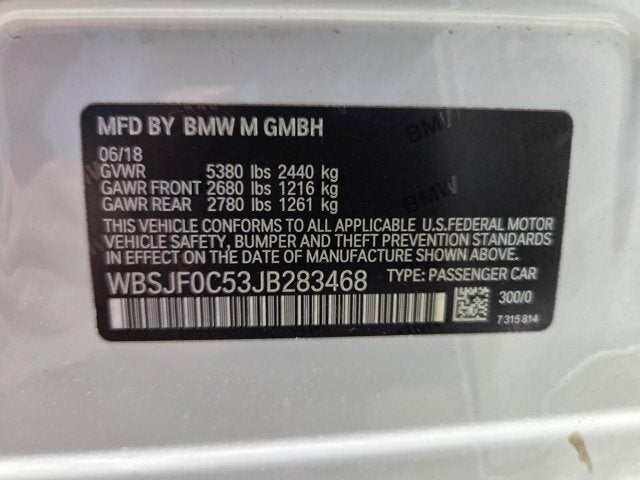 MFD BY BMW M GMBH
06/18
GVWR 5380 lbs 2440 kg
GAWR FRONT 2680 lbs 1216 kg
GAWR REAR 2780 lbs 1261 kg
THIS VEHICLE CONFORMS TO ALL APPLICABLE U.S.FEDERAL MOTOR
VEHICLE SAFETY, BUMPER AND THEFT PREVENTION STANDARDS
IN EFFECT ON THE DATE OF MANUFACTURE SHOWN ABOVE.
WBSJF0C53JB283468 TYPE: PASSENGER CAR
300/0
7 315 814